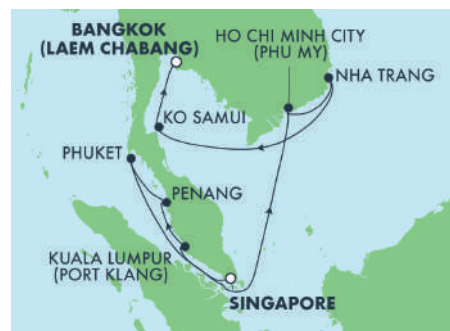 BANGKOK
(LAEM CHABANG)
HO CHI MINH CITY
(PHU MY)
NHA TRANG
KO SAMUI
PHUKET
PENANG
KUALA LUMPUR
(PORT KLANG)
SINGAPORE